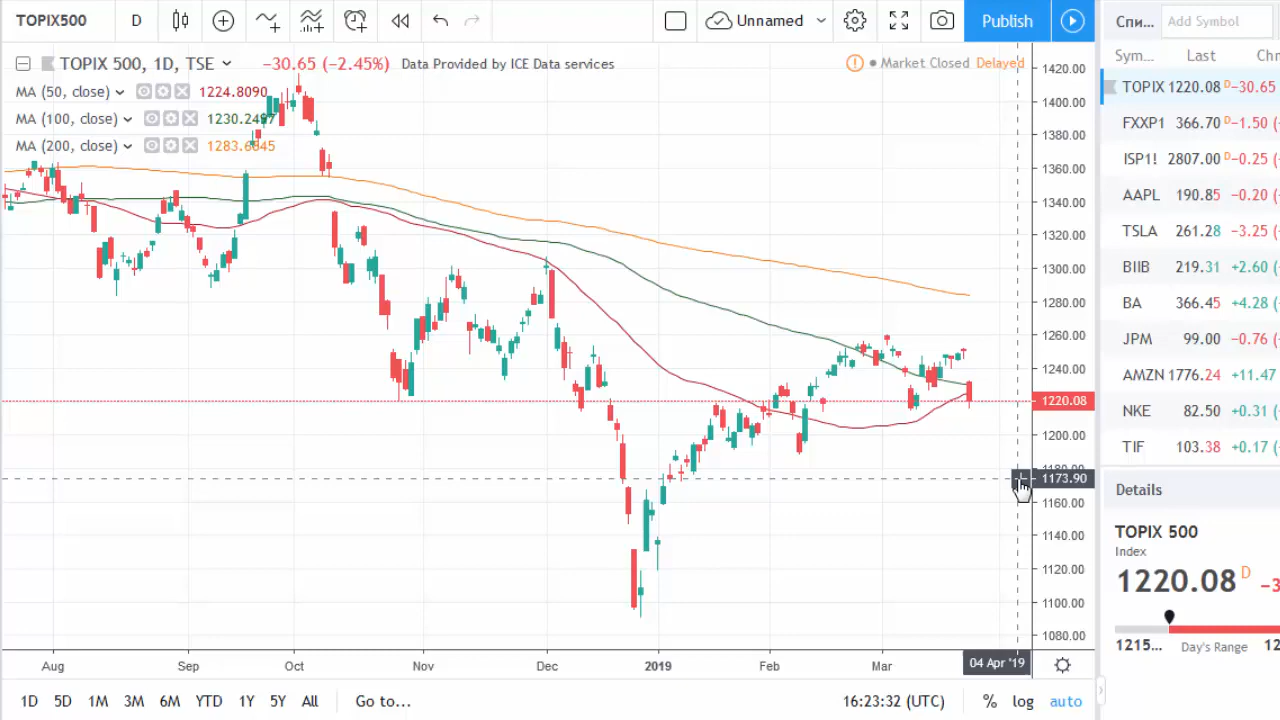 TOPIX500 D Unnamed Publish
TOPIX 500, 1D, TSE −30.65 (−2.45%) Data Provided by ICE Data services Market Closed Delayed
MA (50, close) 1224.8090
MA (100, close)
MA (200, close)
1420.00
1400.00
1380.00
1360.00
1340.00
1320.00
1300.00
1280.00
1260.00
1240.00
1220.08
1200.00
1180.00
1173.90
1160.00
1140.00
1120.00
1100.00
1080.00
Aug Sep Oct Nov Dec 2019 Feb Mar 04 Apr '19
1D 5D 1M 3M 6M YTD 1Y 5Y All Go to... 16:23:32 (UTC) % log auto
Спи... Add Symbol
Sym... Last Chr
TOPIX 1220.08 D −30.65
FXXP1 366.70 D −1.50 (
ISP1! 2807.00 D −0.25 (
AAPL 190.85 −0.20 (
TSLA 261.28 −3.25 (
BIIB 219.31 +2.60 (
BA 366.45 +4.28 (
JPM 99.00 −0.76 (
AMZN 1776.24 +11.47
NKE 82.50 +0.31 (
TIF 103.38 +0.17 (
Details
TOPIX 500
Index
1220.08 D −3
1215... Day's Range 12